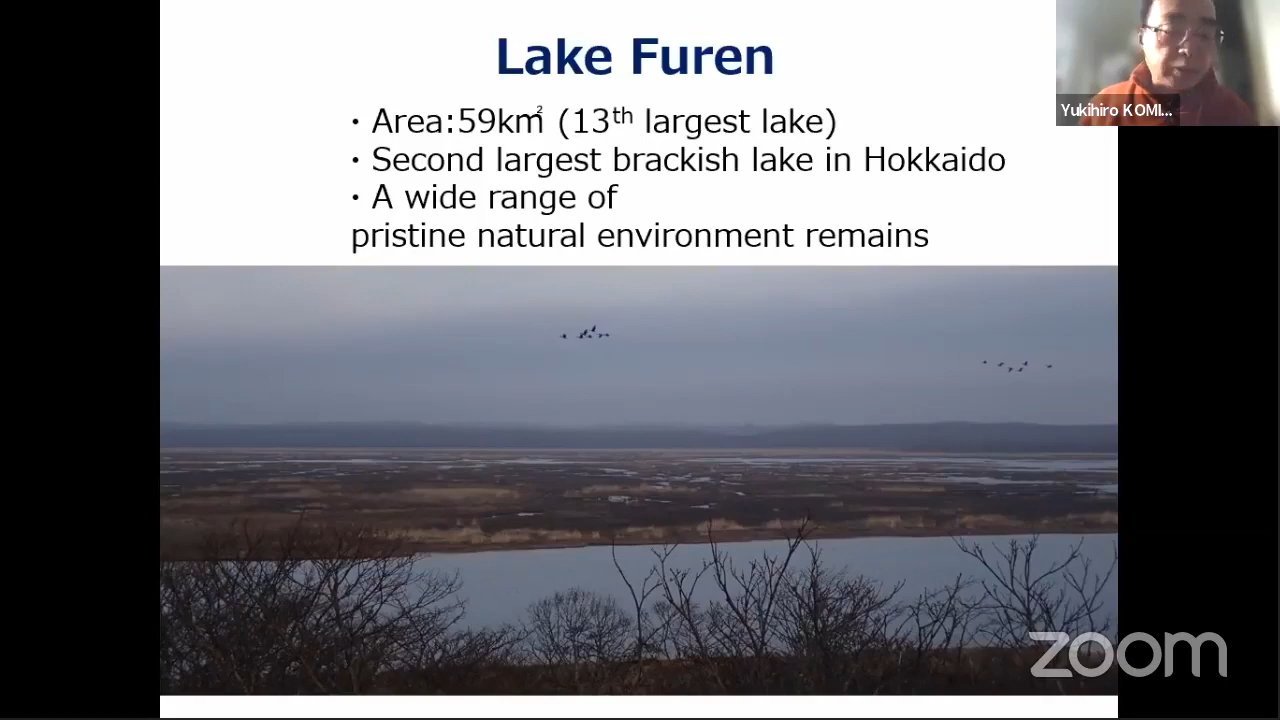 Lake Furen
・Area:59km² (13th largest lake)
・Second largest brackish lake in Hokkaido
・A wide range of
pristine natural environment remains
Yukihiro KOMI...
zoom